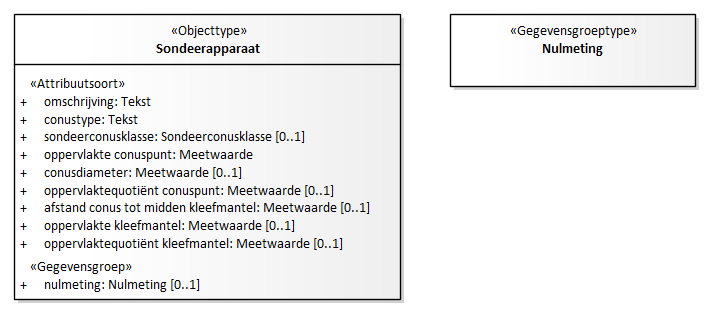 «Objecttype»
Sondeerapparaat
«Attribuutsoort»
+ omschrijving: Tekst
+ conustype: Tekst
+ sondeerconusklasse: Sondeerconusklasse [0..1]
+ oppervlakte conuspunt: Meetwaarde
+ conusdiameter: Meetwaarde [0..1]
+ oppervlaktequotiënt conuspunt: Meetwaarde [0..1]
+ afstand conus tot midden kleefmantel: Meetwaarde [0..1]
+ oppervlakte kleefmantel: Meetwaarde [0..1]
+ oppervlaktequotiënt kleefmantel: Meetwaarde [0..1]
«Gegevensgroep»
+ nulmeting: Nulmeting [0..1]
«Gegevensgroeptype»
Nulmeting